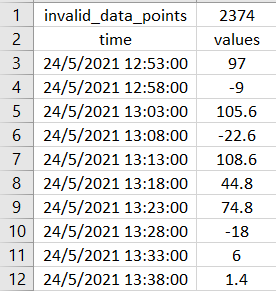 1 invalid_data_points 2374
2 time values
3 24/5/2021 12:53:00 97
4 24/5/2021 12:58:00 -9
5 24/5/2021 13:03:00 105.6
6 24/5/2021 13:08:00 -22.6
7 24/5/2021 13:13:00 108.6
8 24/5/2021 13:18:00 44.8
9 24/5/2021 13:23:00 74.8
10 24/5/2021 13:28:00 -18
11 24/5/2021 13:33:00 6
12 24/5/2021 13:38:00 1.4